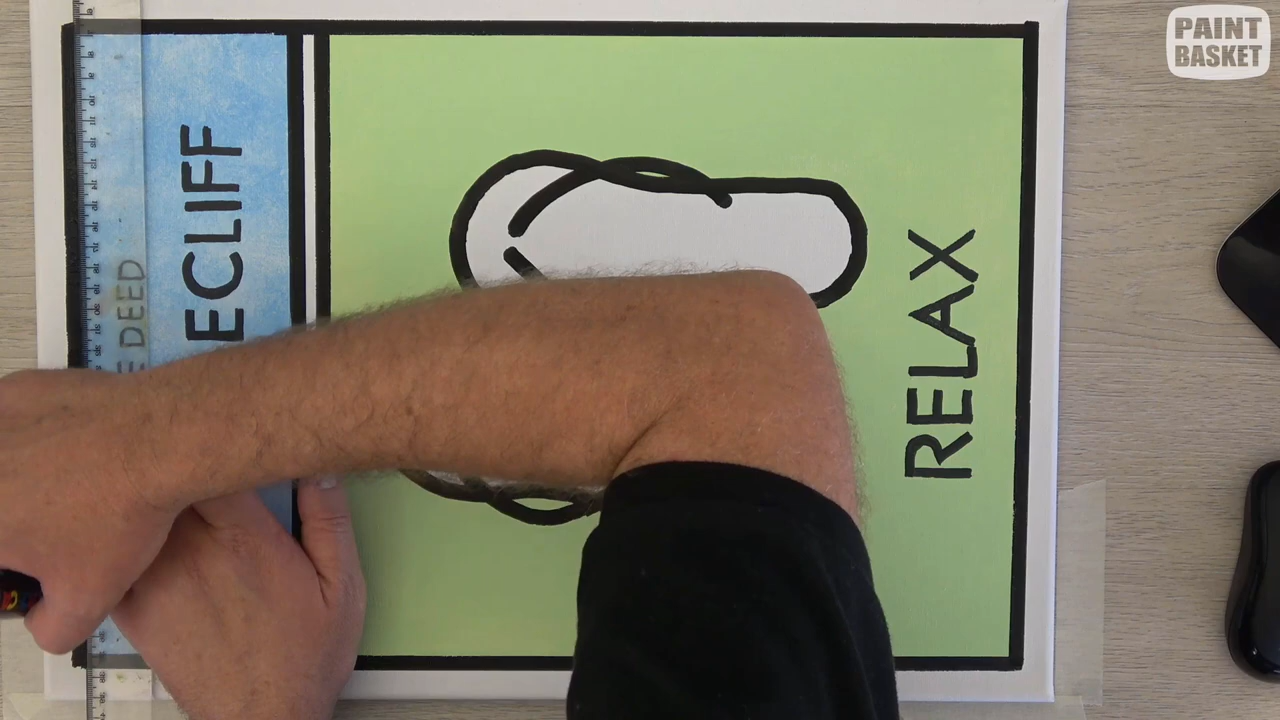 E DEED
ECLIFF
RELAX
PAINT
BASKET